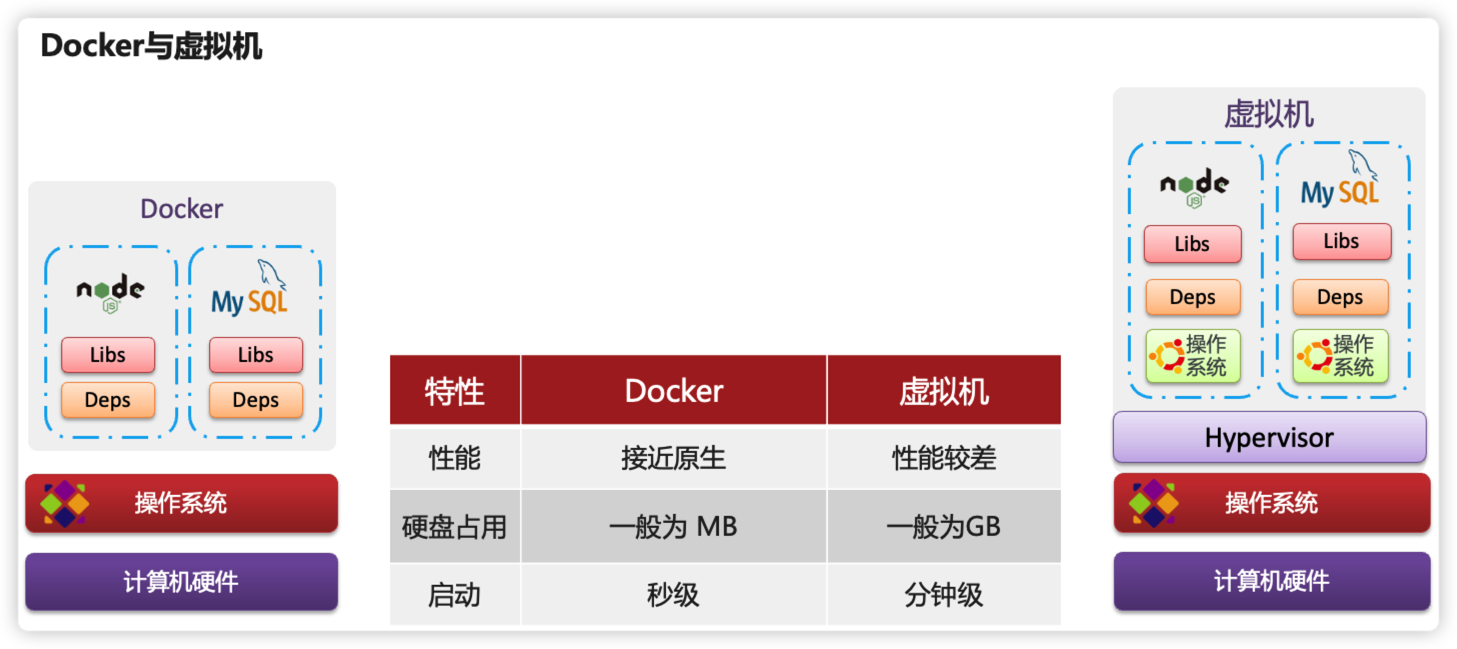 Docker与虚拟机
Docker
node
JS
MySQL
Libs
Libs
Deps
Deps
操作系统
计算机硬件
特性 Docker 虚拟机
性能 接近原生 性能较差
硬盘占用 一般为 MB 一般为GB
启动 秒级 分钟级
虚拟机
node
JS
MySQL
Libs
Libs
Deps
Deps
操作
系统
操作
系统
Hypervisor
操作系统
计算机硬件